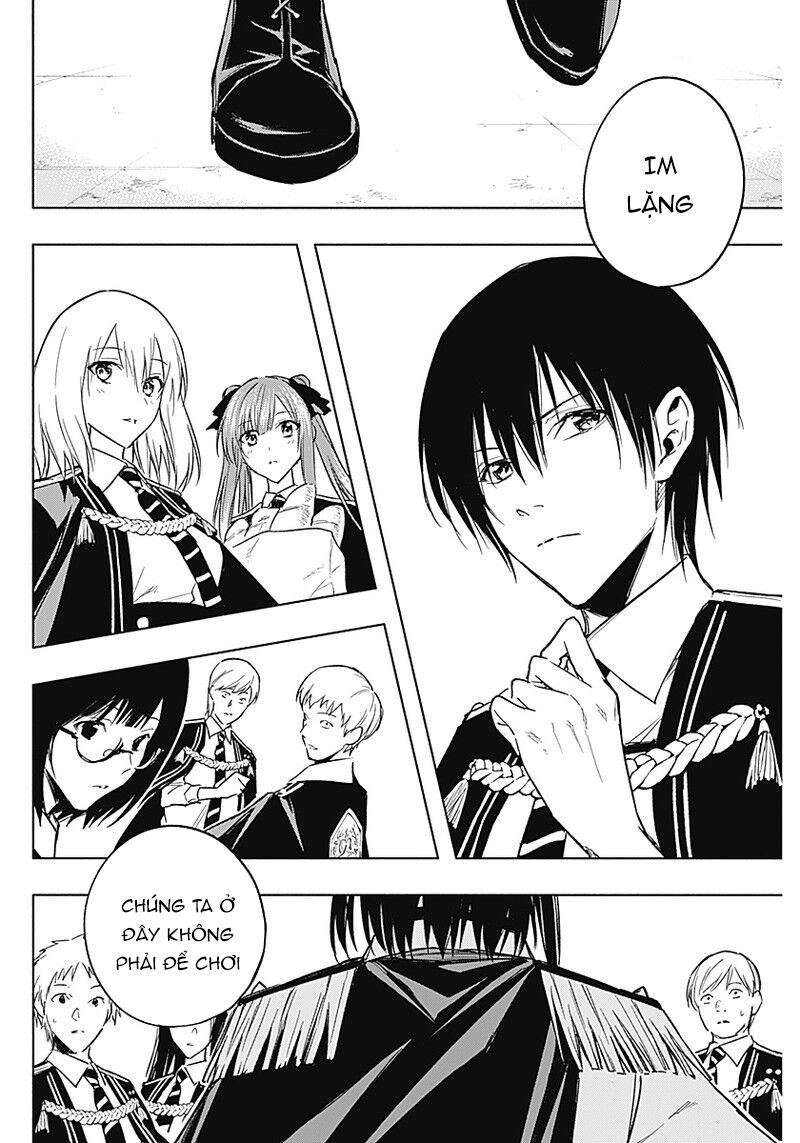 IM
LẶNG
CHÚNG TA Ở
ĐÂY KHÔNG
PHẢI ĐỂ CHƠI